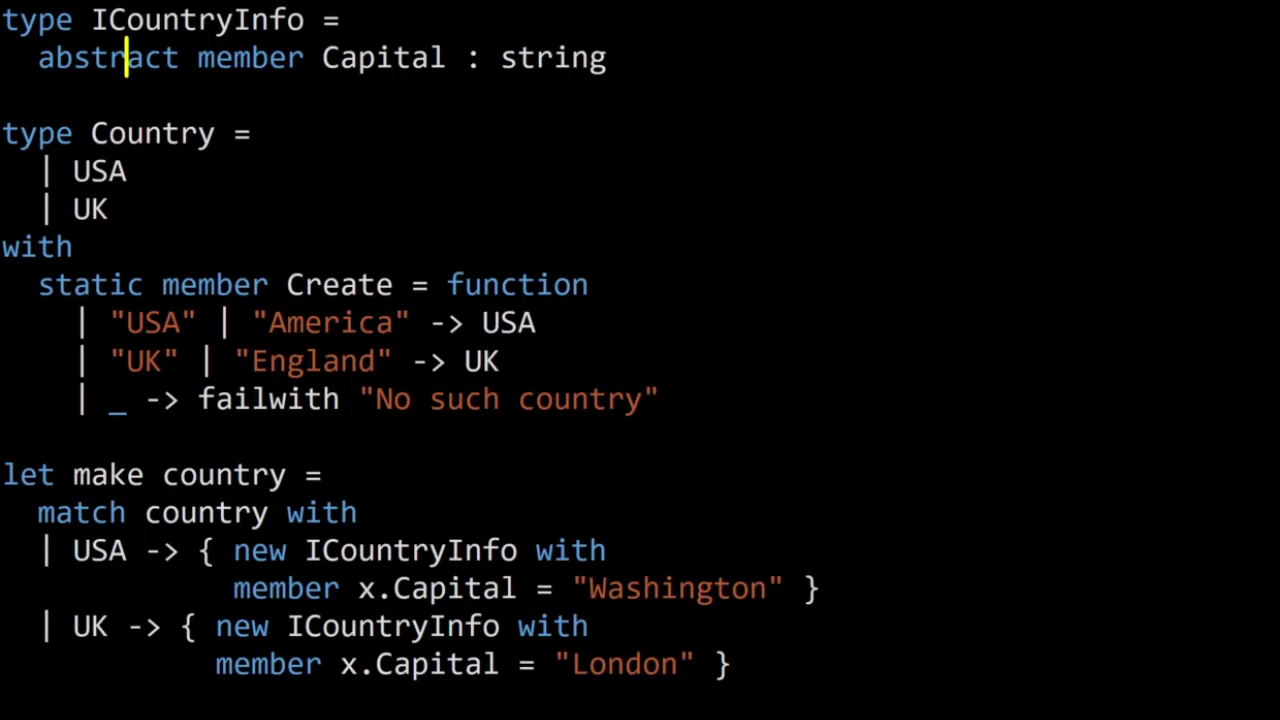 type ICountryInfo =
  abstract member Capital : string

type Country =
  | USA
  | UK
with
  static member Create = function
    | "USA" | "America" -> USA
    | "UK" | "England" -> UK
    | _ -> failwith "No such country"

let make country =
  match country with
  | USA -> { new ICountryInfo with
             member x.Capital = "Washington" }
  | UK -> { new ICountryInfo with
            member x.Capital = "London" }